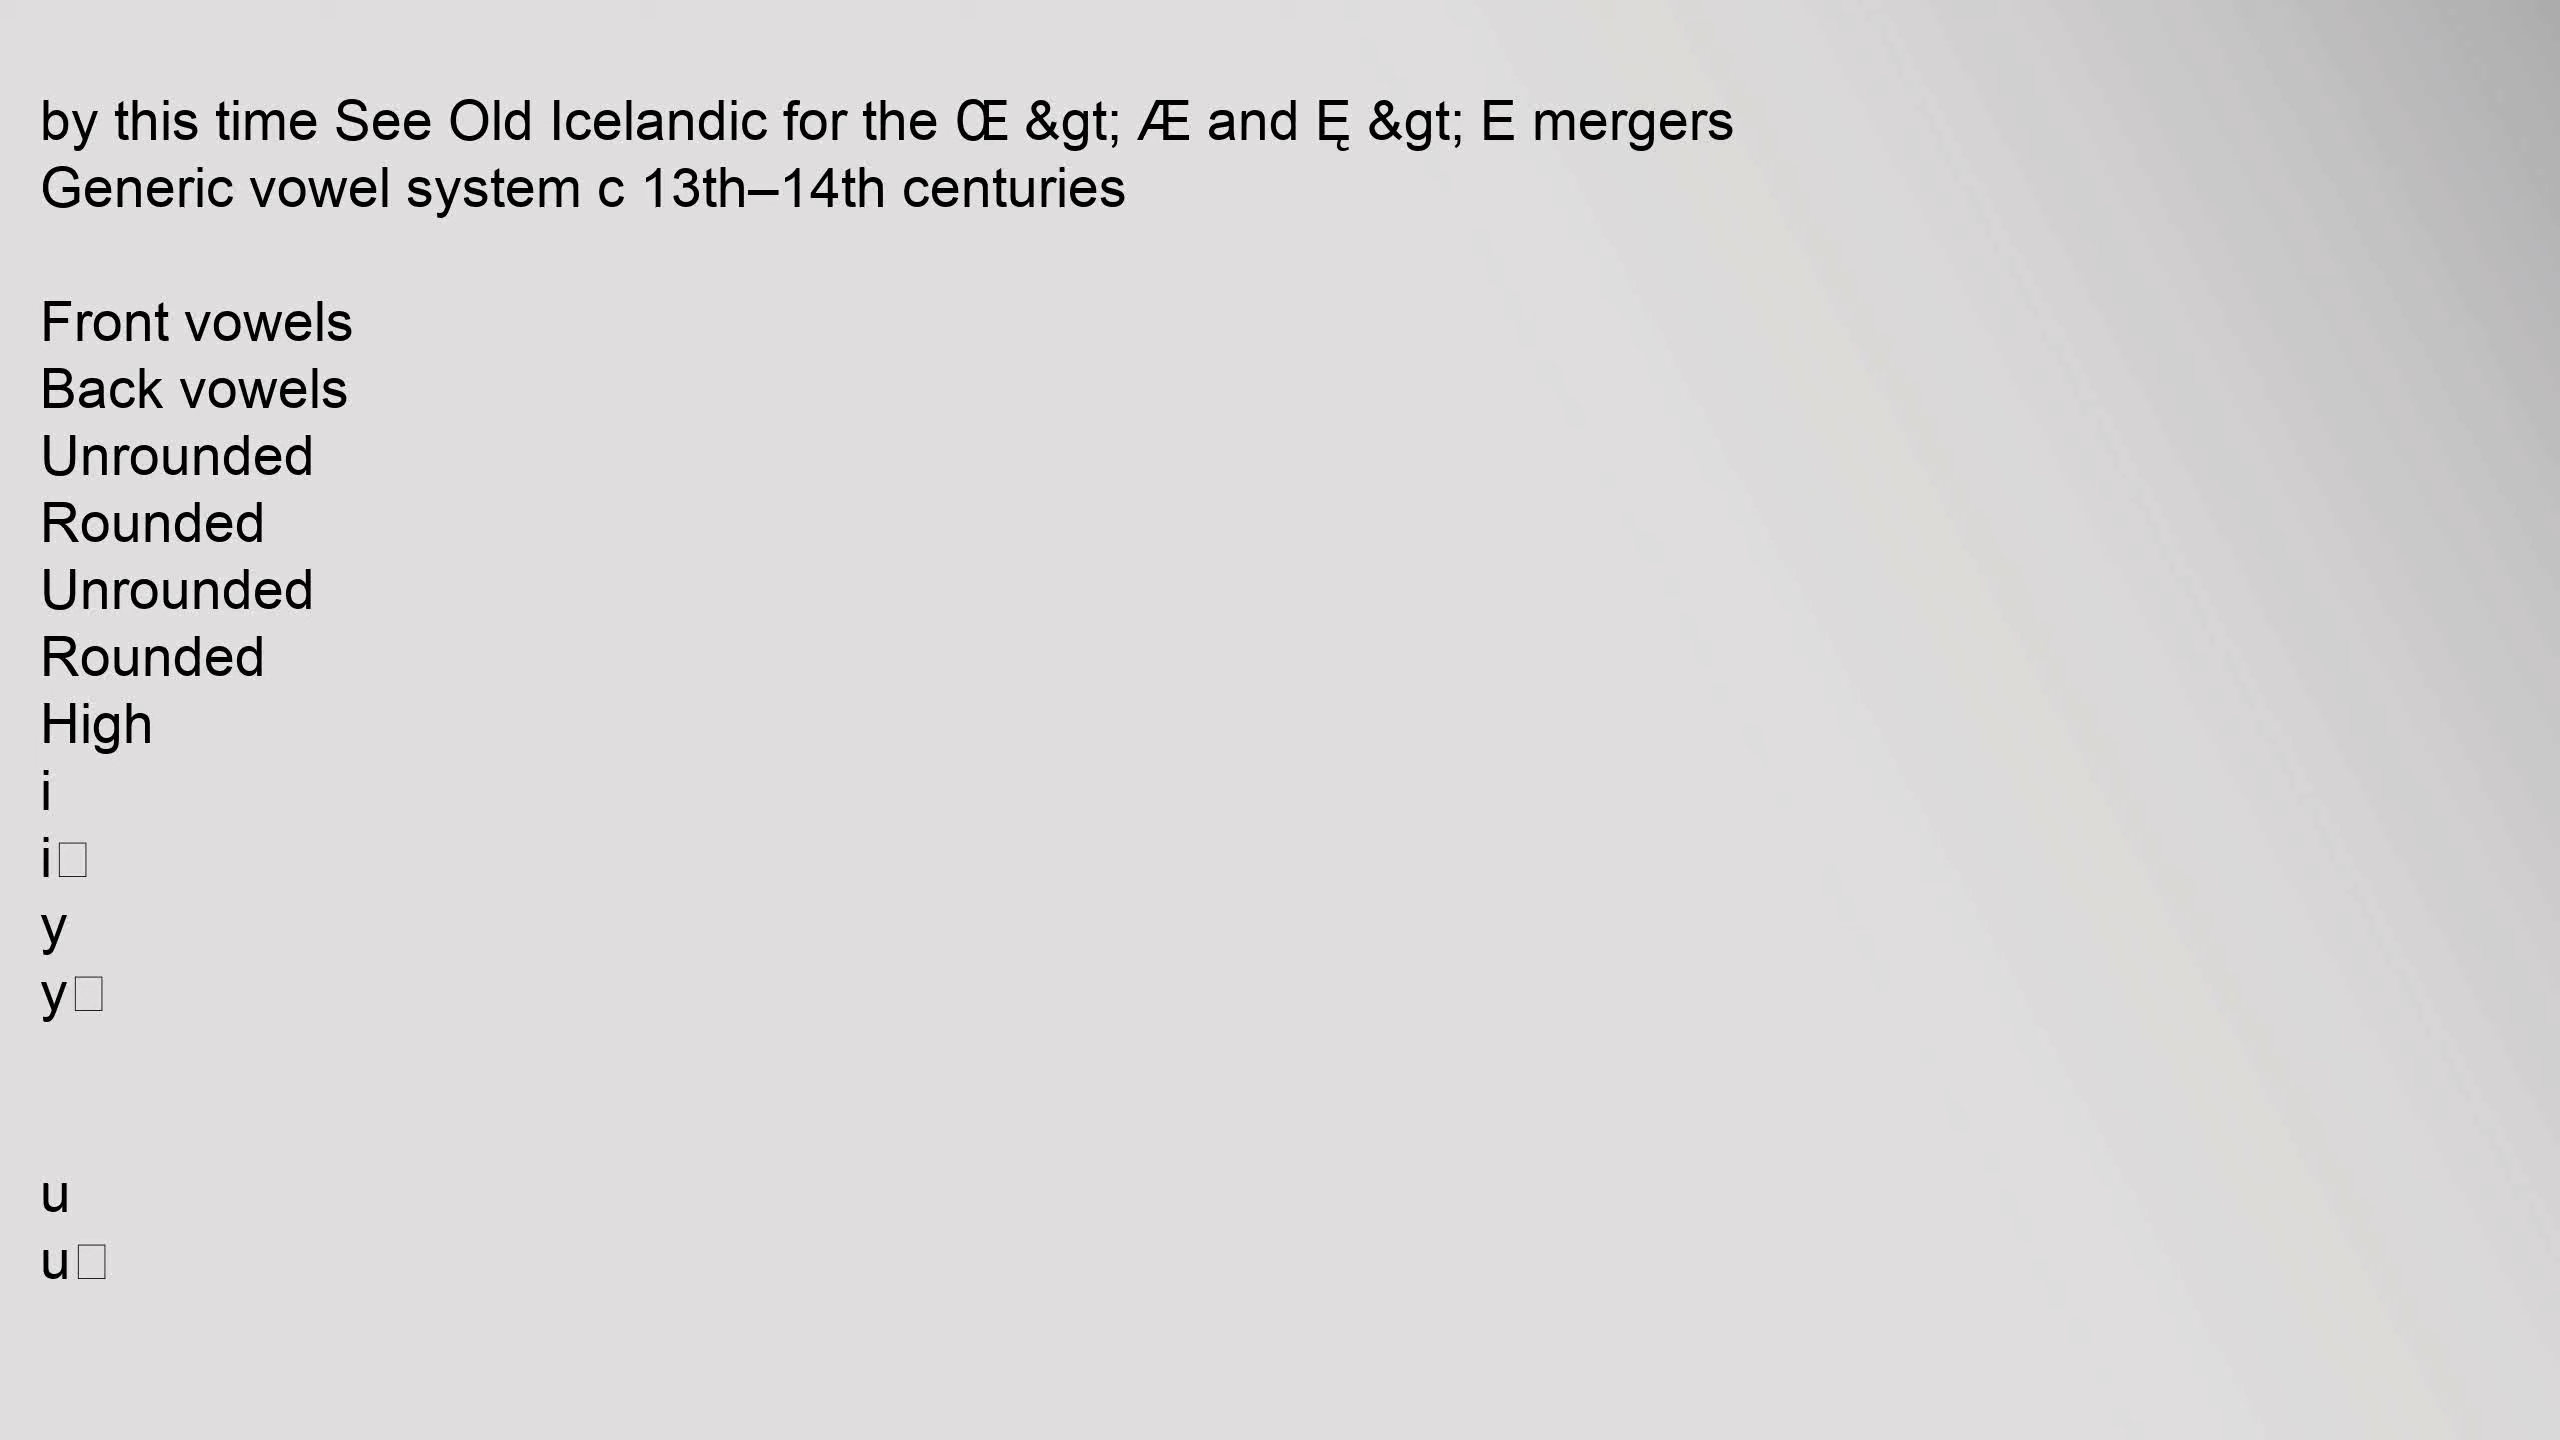 by this time See Old Icelandic for the Œ &gt; Æ and Ę &gt; E mergers
Generic vowel system c 13th–14th centuries
Front vowels
Back vowels
Unrounded
Rounded
Unrounded
Rounded
High
i
i□
y
y□
u
u□